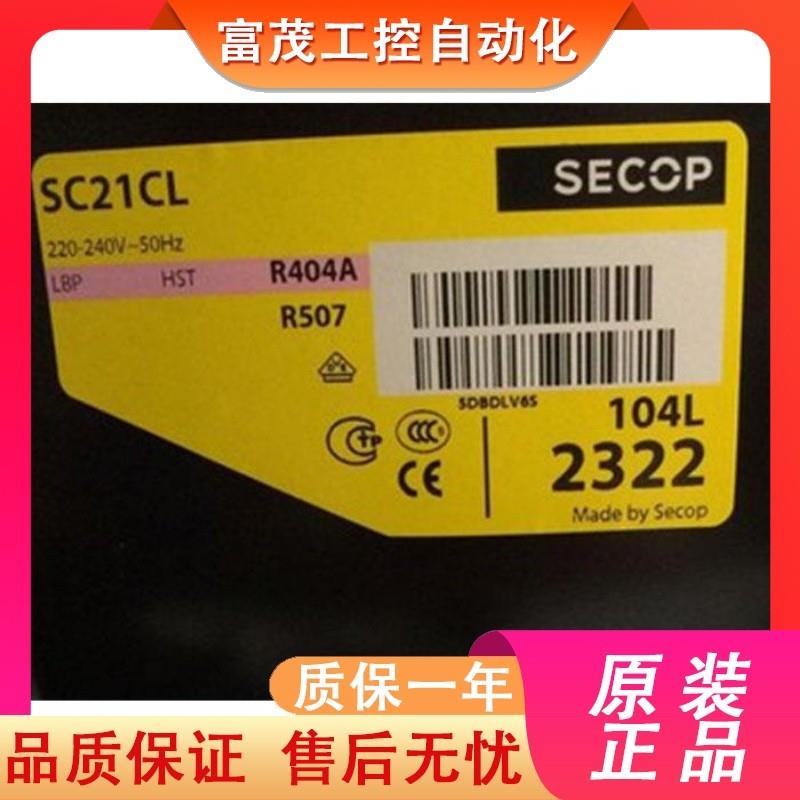 富茂工控自动化
SC21CL
SECOP
220-240V~50Hz
LBP HST R404A
R507
5DBDLV6S
104L
2322
Made by Secop
CCC S
CE
质保一年
品质保证 售后无忧
原装
正品